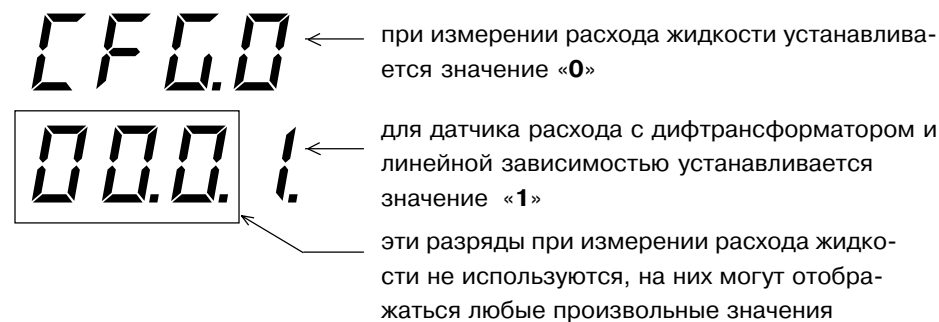 CFG.0
при измерении расхода жидкости устанавлива-
ется значение «0»
00.0. 1.
для датчика расхода с дифтрансформатором и
линейной зависимостью устанавливается
значение «1»
эти разряды при измерении расхода жидко-
сти не используются, на них могут отобра-
жаться любые произвольные значения